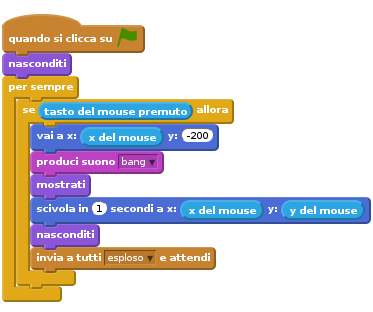 quando si clicca su
nasconditi
per sempre
se tasto del mouse premuto allora
vai a x: x del mouse y: -200
produci suono bang
mostrati
scivola in 1 secondi a x: x del mouse y: y del mouse
nasconditi
invia a tutti esploso e attendi